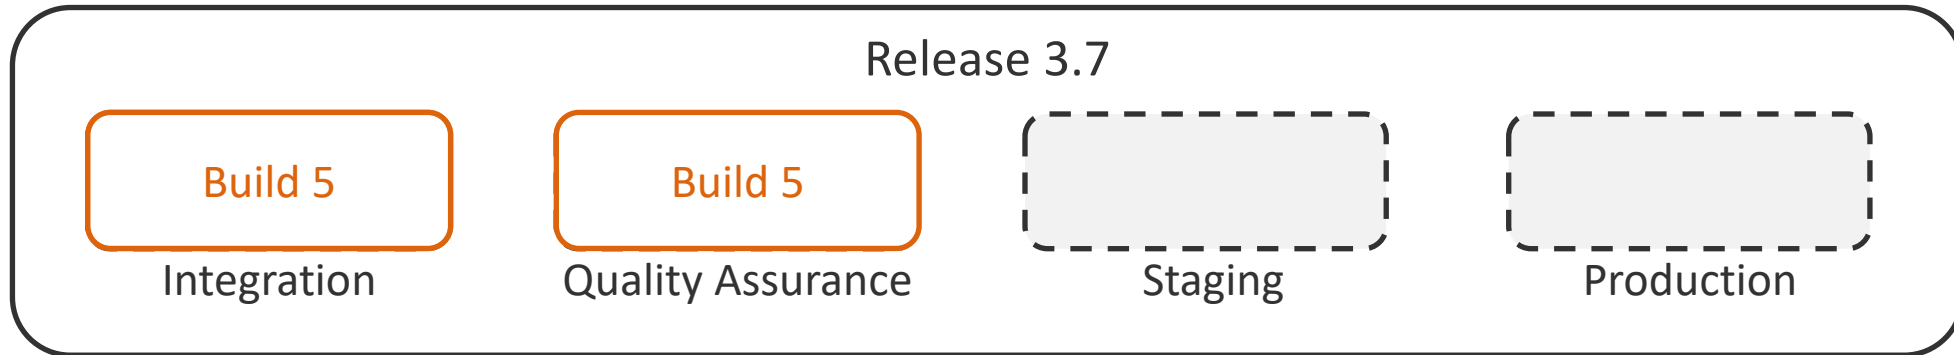 Release 3.7
Build 5
Build 5
Integration
Quality Assurance
Staging
Production